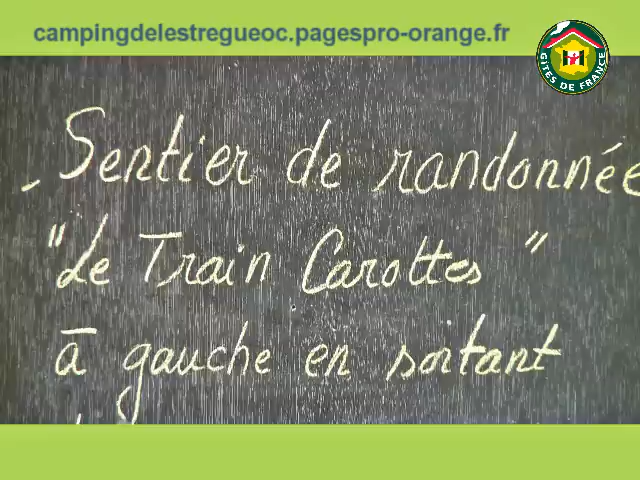 campingdelestregueoc.pagespro-orange.fr
GÎTES DE FRANCE
- Sentier de randonnée
"Le Train Carottes"
à gauche en sortant